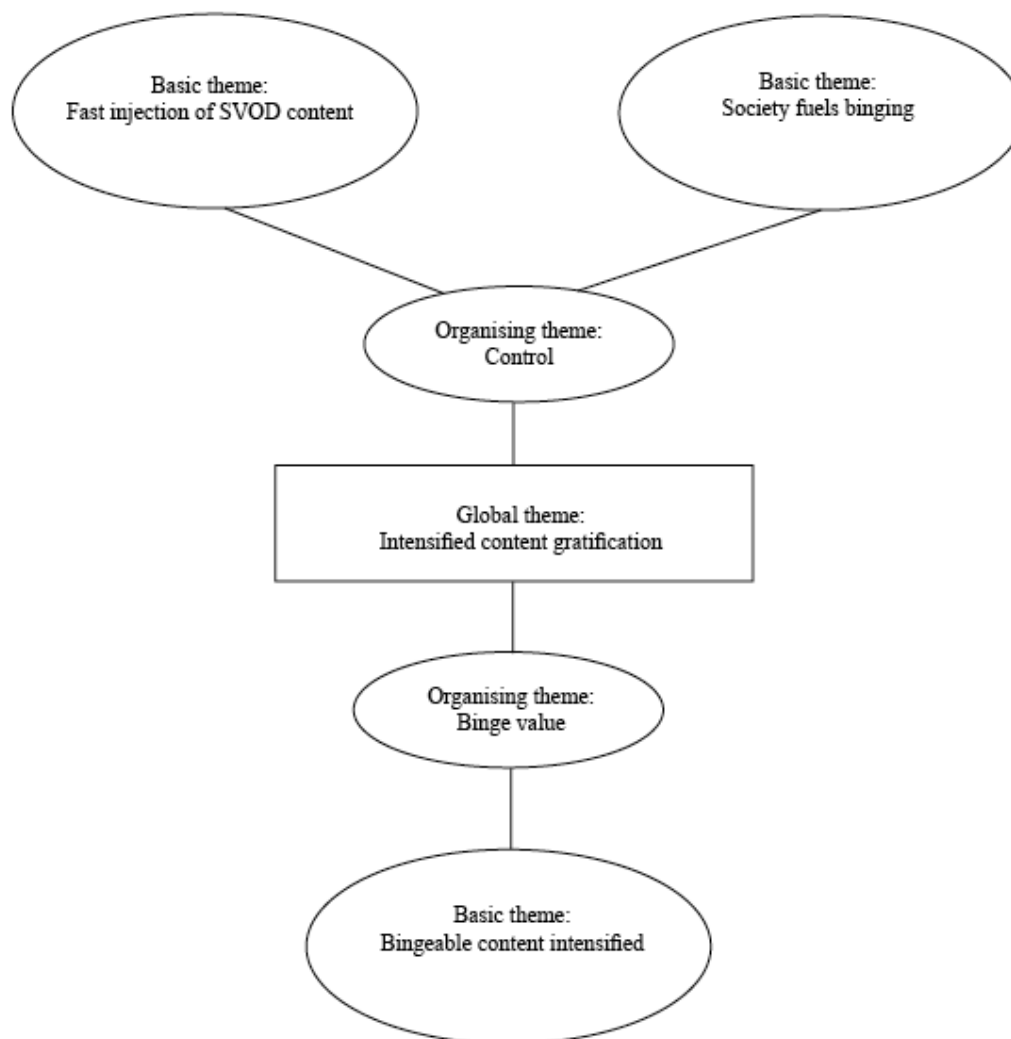 Basic theme:
Fast injection of SVOD content
Basic theme:
Society fuels binging
Organising theme:
Control
Global theme:
Intensified content gratification
Organising theme:
Binge value
Basic theme:
Bingeable content intensified